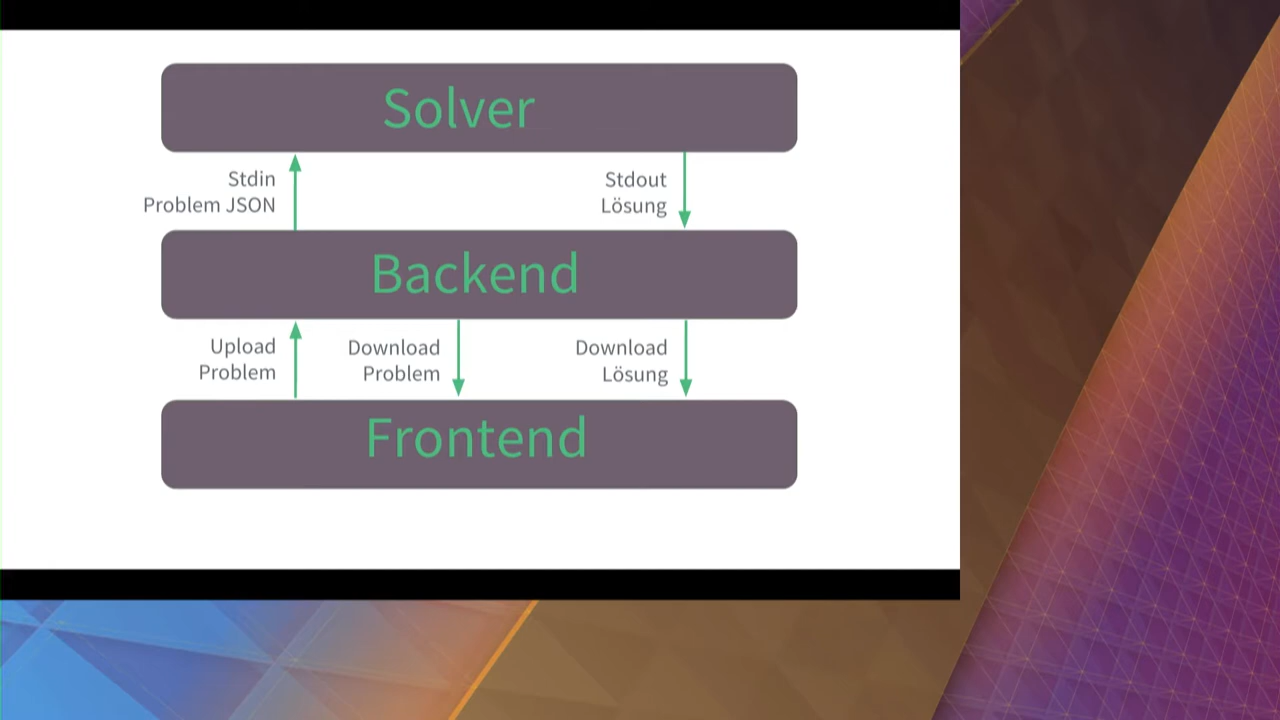 Solver
Stdin
Problem JSON
Stdout
Lösung
Backend
Upload
Problem
Download
Problem
Download
Lösung
Frontend